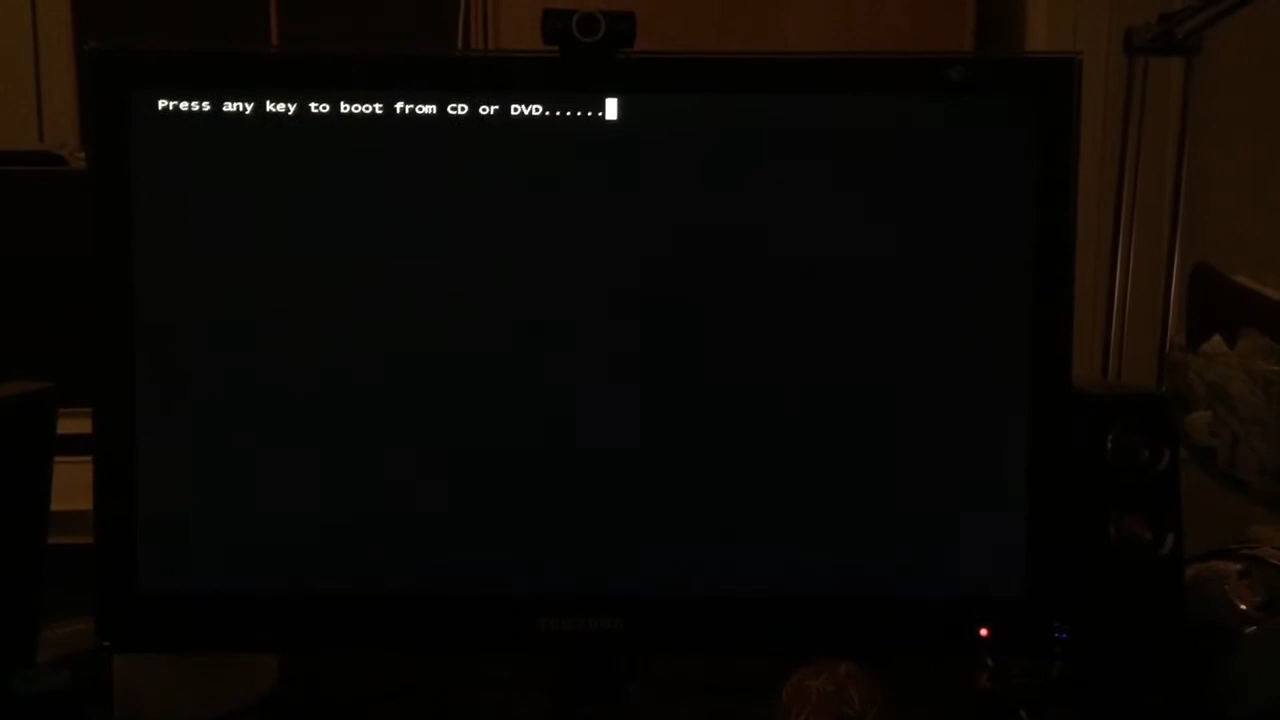 Press any key to boot from CD or DVD......